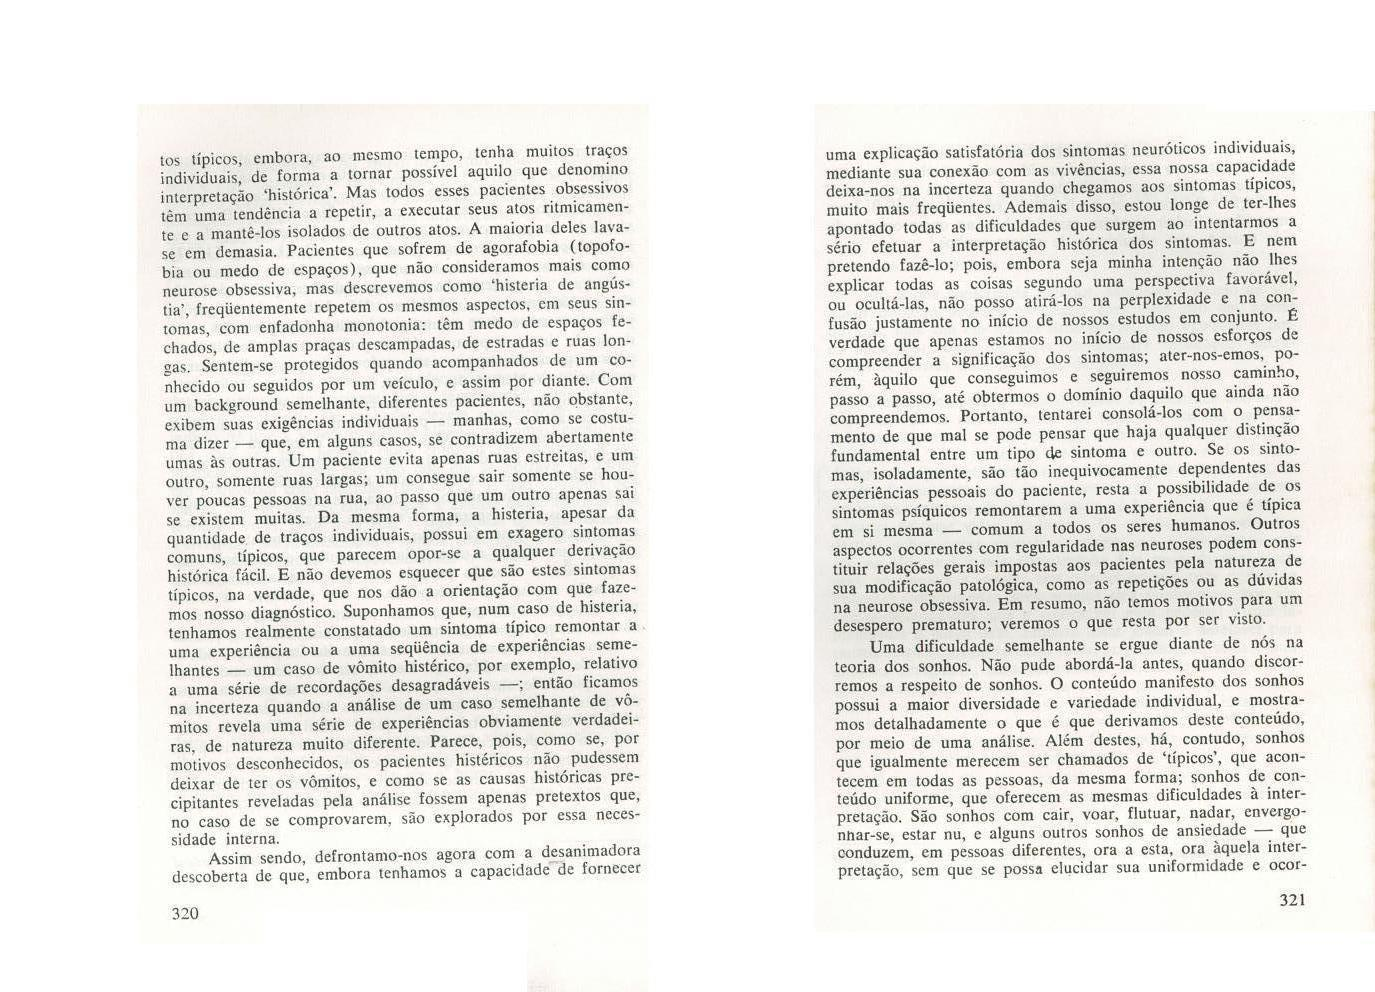 tos típicos, embora, ao mesmo tempo, tenha muitos traços
individuais, de forma a tornar possível aquilo que denomino
interpretação ‘histórica’. Mas todos esses pacientes obsessivos
têm uma tendência a repetir, a executar seus atos ritmicamen-
te e a mantê-los isolados de outros atos. A maioria deles lava-
se em demasia. Pacientes que sofrem de agorafobia (topofo-
bia ou medo de espaços), que não consideramos mais como
neurose obsessiva, mas descrevemos como ‘histeria de angús-
tia’, freqüentemente repetem os mesmos aspectos, em seus sin-
tomas, com enfadonha monotonia: têm medo de espaços fe-
chados, de amplas praças descampadas, de estradas e ruas lon-
gas. Sentem-se protegidos quando acompanhados de um co-
nhecido ou seguidos por um veículo, e assim por diante. Com
um background semelhante, diferentes pacientes, não obstante,
exibem suas exigências individuais — manhas, como se costu-
ma dizer — que, em alguns casos, se contradizem abertamente
umas às outras. Um paciente evita apenas ruas estreitas, e um
outro, somente ruas largas; um consegue sair somente se hou-
ver poucas pessoas na rua, ao passo que um outro apenas sai
se existem muitas. Da mesma forma, a histeria, apesar da
quantidade de traços individuais, possui em exagero sintomas
comuns, típicos, que parecem opor-se a qualquer derivação
histórica fácil. E não devemos esquecer que são estes sintomas
típicos, na verdade, que nos dão a orientação com que faze-
mos nosso diagnóstico. Suponhamos que, num caso de histeria,
tenhamos realmente constatado um sintoma típico remontar a
uma experiência ou a uma seqüência de experiências seme-
lhantes — um caso de vômito histérico, por exemplo, relativo
a uma série de recordações desagradáveis —; então ficamos
na incerteza quando a análise de um caso semelhante de vô-
mitos revela uma série de experiências obviamente verdadei-
ras, de natureza muito diferente. Parece, pois, como se, por
motivos desconhecidos, os pacientes histéricos não pudessem
deixar de ter os vômitos, e como se as causas históricas pre-
cipitantes reveladas pela análise fossem apenas pretextos que,
no caso de se comprovarem, são explorados por essa neces-
sidade interna.
Assim sendo, defrontamo-nos agora com a desanimadora
descoberta de que, embora tenhamos a capacidade de fornecer
320
uma explicação satisfatória dos sintomas neuróticos individuais,
mediante sua conexão com as vivências, essa nossa capacidade
deixa-nos na incerteza quando chegamos aos sintomas típicos,
muito mais freqüentes. Ademais disso, estou longe de ter-lhes
apontado todas as dificuldades que surgem ao intentarmos a
sério efetuar a interpretação histórica dos sintomas. E nem
pretendo fazê-lo; pois, embora seja minha intenção não lhes
explicar todas as coisas segundo uma perspectiva favorável,
ou ocultá-las, não posso atirá-los na perplexidade e na con-
fusão justamente no início de nossos estudos em conjunto. É
verdade que apenas estamos no início de nossos esforços de
compreender a significação dos sintomas; ater-nos-emos, po-
rém, àquilo que conseguimos e seguiremos nosso caminho,
passo a passo, até obtermos o domínio daquilo que ainda não
compreendemos. Portanto, tentarei consolá-los com o pensa-
mento de que mal se pode pensar que haja qualquer distinção
fundamental entre um tipo de sintoma e outro. Se os sinto-
mas, isoladamente, são tão inequivocamente dependentes das
experiências pessoais do paciente, resta a possibilidade de os
sintomas psíquicos remontarem a uma experiência que é típica
em si mesma — comum a todos os seres humanos. Outros
aspectos ocorrentes com regularidade nas neuroses podem cons-
tituir relações gerais impostas aos pacientes pela natureza de
sua modificação patológica, como as repetições ou as dúvidas
na neurose obsessiva. Em resumo, não temos motivos para um
desespero prematuro; veremos o que resta por ser visto.
Uma dificuldade semelhante se ergue diante de nós na
teoria dos sonhos. Não pude abordá-la antes, quando discor-
remos a respeito de sonhos. O conteúdo manifesto dos sonhos
possui a maior diversidade e variedade individual, e mostra-
mos detalhadamente o que é que derivamos deste conteúdo,
por meio de uma análise. Além destes, há, contudo, sonhos
que igualmente merecem ser chamados de ‘típicos’, que acon-
tecem em todas as pessoas, da mesma forma; sonhos de con-
teúdo uniforme, que oferecem as mesmas dificuldades à inter-
pretação. São sonhos com cair, voar, flutuar, nadar, envergo-
nhar-se, estar nu, e alguns outros sonhos de ansiedade — que
conduzem, em pessoas diferentes, ora a esta, ora àquela inter-
pretação, sem que se possa elucidar sua uniformidade e ocor-
321